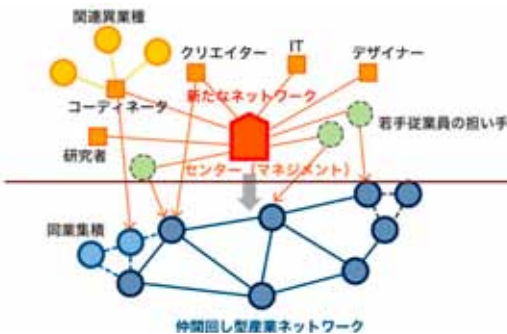 関連異業種
クリエイター
IT
デザイナー
新たなネットワーク
コーディネータ
若手従業員の担い手
研究者
センター（マネジメント）
同業集積
仲間回し型産業ネットワーク